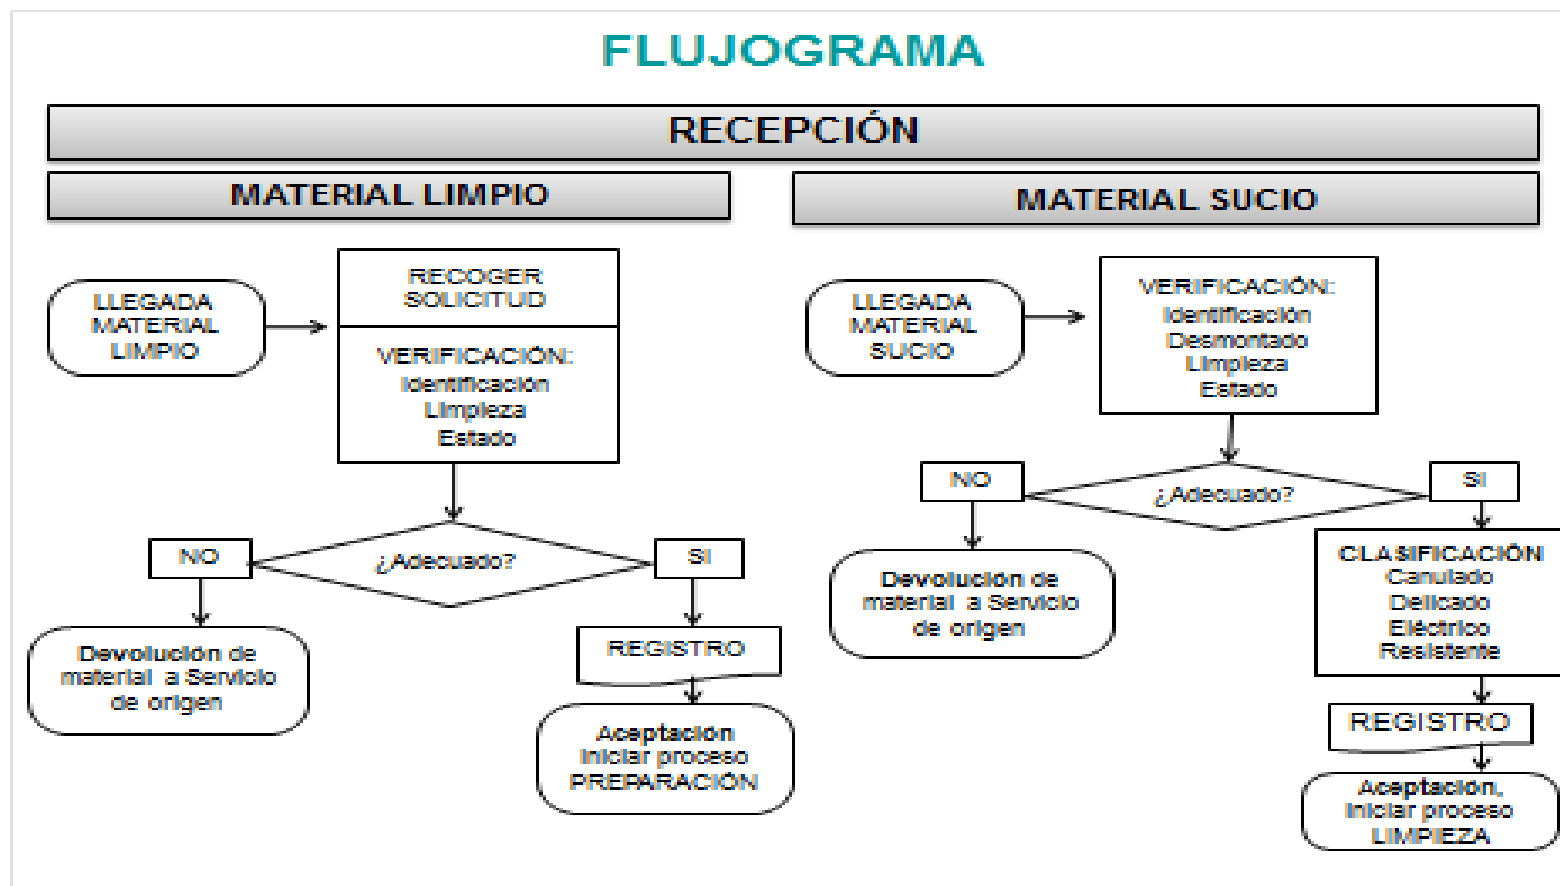 FLUJOGRAMA
RECEPCIÓN
MATERIAL LIMPIO
LLEGADA
MATERIAL
LIMPIO
RECOGER
SOLICITUD
VERIFICACIÓN:
Identificación
Limpieza
Estado
¿Adecuado?
NO
SI
Devolución de
material a Servicio
de origen
REGISTRO
Aceptación
Iniciar proceso
PREPARACIÓN
MATERIAL SUCIO
LLEGADA
MATERIAL
SUCIO
VERIFICACIÓN:
Identificación
Desmontado
Limpieza
Estado
¿Adecuado?
NO
SI
Devolución de
material a Servicio
de origen
CLASIFICACIÓN
Canulado
Delicado
Eléctrico
Resistente
REGISTRO
Aceptación.
Iniciar proceso
LIMPIEZA